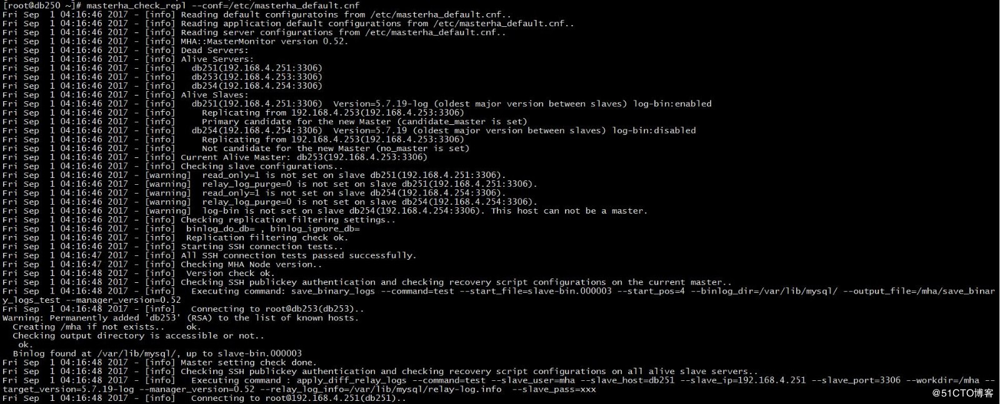 [root@db250 ~]# masterha_check_repl --conf=/etc/masterha_default.cnf
Fri Sep  1 04:16:46 2017 - [info] Reading default configuratoins from /etc/masterha_default.cnf..
Fri Sep  1 04:16:46 2017 - [info] Reading application default configurations from /etc/masterha_default.cnf..
Fri Sep  1 04:16:46 2017 - [info] Reading server configurations from /etc/masterha_default.cnf..
Fri Sep  1 04:16:46 2017 - [info] MHA::MasterMonitor version 0.52.
Fri Sep  1 04:16:46 2017 - [info] Dead Servers:
Fri Sep  1 04:16:46 2017 - [info] Alive Servers:
Fri Sep  1 04:16:46 2017 - [info]   db251(192.168.4.251:3306)
Fri Sep  1 04:16:46 2017 - [info]   db253(192.168.4.253:3306)
Fri Sep  1 04:16:46 2017 - [info]   db254(192.168.4.254:3306)
Fri Sep  1 04:16:46 2017 - [info] Alive Slaves:
Fri Sep  1 04:16:46 2017 - [info]   db251(192.168.4.251:3306)  Version=5.7.19-log (oldest major version between slaves) log-bin:enabled
Fri Sep  1 04:16:46 2017 - [info]     Replicating from 192.168.4.253(192.168.4.253:3306)
Fri Sep  1 04:16:46 2017 - [info]     Primary candidate for the new Master (candidate_master is set)
Fri Sep  1 04:16:46 2017 - [info]   db254(192.168.4.254:3306)  Version=5.7.19 (oldest major version between slaves) log-bin:disabled
Fri Sep  1 04:16:46 2017 - [info]     Replicating from 192.168.4.253(192.168.4.253:3306)
Fri Sep  1 04:16:46 2017 - [info]     Not candidate for the new Master (no_master is set)
Fri Sep  1 04:16:46 2017 - [info] Current Alive Master: db253(192.168.4.253:3306)
Fri Sep  1 04:16:46 2017 - [info] Checking slave configurations..
Fri Sep  1 04:16:46 2017 - [warning]  read_only=1 is not set on slave db251(192.168.4.251:3306).
Fri Sep  1 04:16:46 2017 - [warning]  relay_log_purge=0 is not set on slave db251(192.168.4.251:3306).
Fri Sep  1 04:16:46 2017 - [warning]  read_only=1 is not set on slave db254(192.168.4.254:3306).
Fri Sep  1 04:16:46 2017 - [warning]  relay_log_purge=0 is not set on slave db254(192.168.4.254:3306).
Fri Sep  1 04:16:46 2017 - [warning]  log-bin is not set on slave db254(192.168.4.254:3306). This host can not be a master.
Fri Sep  1 04:16:46 2017 - [info] Checking replication filtering settings..
Fri Sep  1 04:16:46 2017 - [info]  binlog_do_db= , binlog_ignore_db=
Fri Sep  1 04:16:46 2017 - [info]  Replication filtering check ok.
Fri Sep  1 04:16:46 2017 - [info] Starting SSH connection tests..
Fri Sep  1 04:16:47 2017 - [info] All SSH connection tests passed successfully.
Fri Sep  1 04:16:47 2017 - [info] Checking MHA Node version..
Fri Sep  1 04:16:48 2017 - [info]  Version check ok.
Fri Sep  1 04:16:48 2017 - [info] Checking SSH publickey authentication and checking recovery script configurations on the current master..
Fri Sep  1 04:16:48 2017 - [info]   Executing command: save_binary_logs --command=test --start_file=slave-bin.000003 --start_pos=4 --binlog_dir=/var/lib/mysql/ --output_file=/mha/save_binar
y_logs_test --manager_version=0.52
Fri Sep  1 04:16:48 2017 - [info]   Connecting to root@db253(db253)..
Warning: Permanently added 'db253' (RSA) to the list of known hosts.
  Creating /mha if not exists..    ok.
  Checking output directory is accessible or not..
   ok.
  Binlog found at /var/lib/mysql/, up to slave-bin.000003
Fri Sep  1 04:16:48 2017 - [info] Master setting check done.
Fri Sep  1 04:16:48 2017 - [info] Checking SSH publickey authentication and checking recovery script configurations on all alive slave servers..
Fri Sep  1 04:16:48 2017 - [info]   Executing command : apply_diff_relay_logs --command=test --slave_user=mha --slave_host=db251 --slave_ip=192.168.4.251 --slave_port=3306 --workdir=/mha --
target_version=5.7.19-log --manager_version=0.52 --relay_log_info=/var/lib/mysql/relay-log.info  --slave_pass=xxx
Fri Sep  1 04:16:48 2017 - [info]   Connecting to root@192.168.4.251(db251)..
@51CTO博客